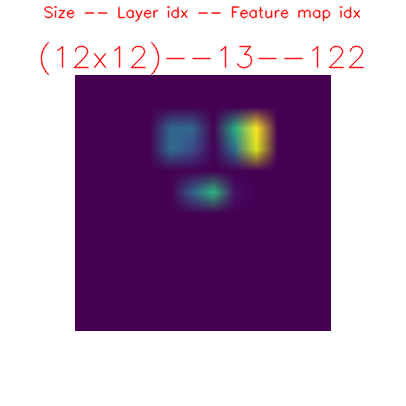 Size -- Layer idx -- Feature map idx
(12x12)--13--122